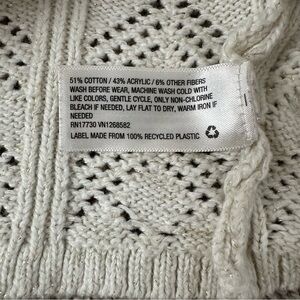 51% COTTON / 43% ACRYLIC / 6% OTHER FIBERS
WASH BEFORE WEAR, MACHINE WASH COLD WITH
LIKE COLORS, GENTLE CYCLE, ONLY NON-CHLORINE
BLEACH IF NEEDED, LAY FLAT TO DRY, WARM IRON IF
NEEDED
RN17730 VN1268582
LABEL MADE FROM 100% RECYCLED PLASTIC